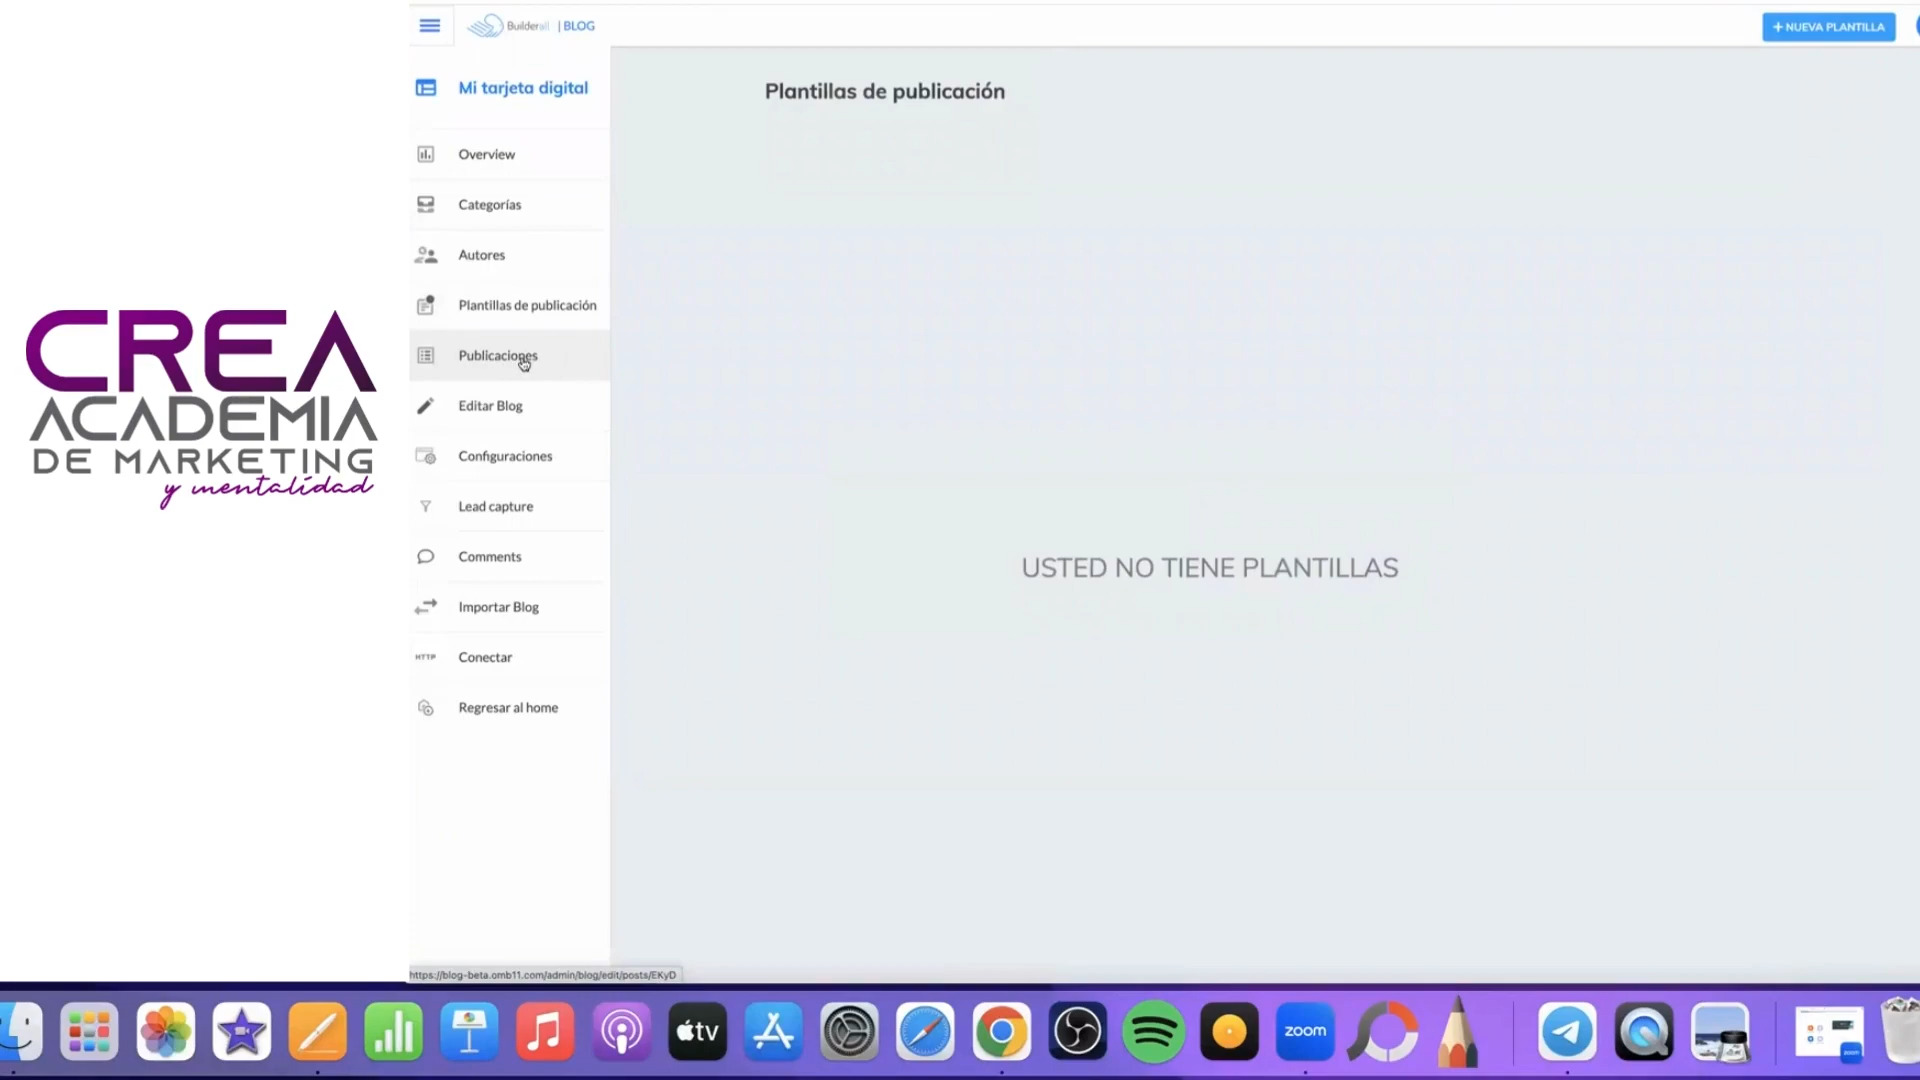 Builderall | BLOG
+ NUEVA PLANTILLA
Mi tarjeta digital
Plantillas de publicación
Overview
Categorías
Autores
Plantillas de publicación
Publicaciones
Editar Blog
Configuraciones
Lead capture
Comments
Importar Blog
HTTP Conectar
Regresar al home
USTED NO TIENE PLANTILLAS
CREA
ACADEMIA
DE MARKETING
y mentalidad
https://blog-beta.omb11.com/admin/blog/edit/posts/EKyD
tv
zoom
zoom